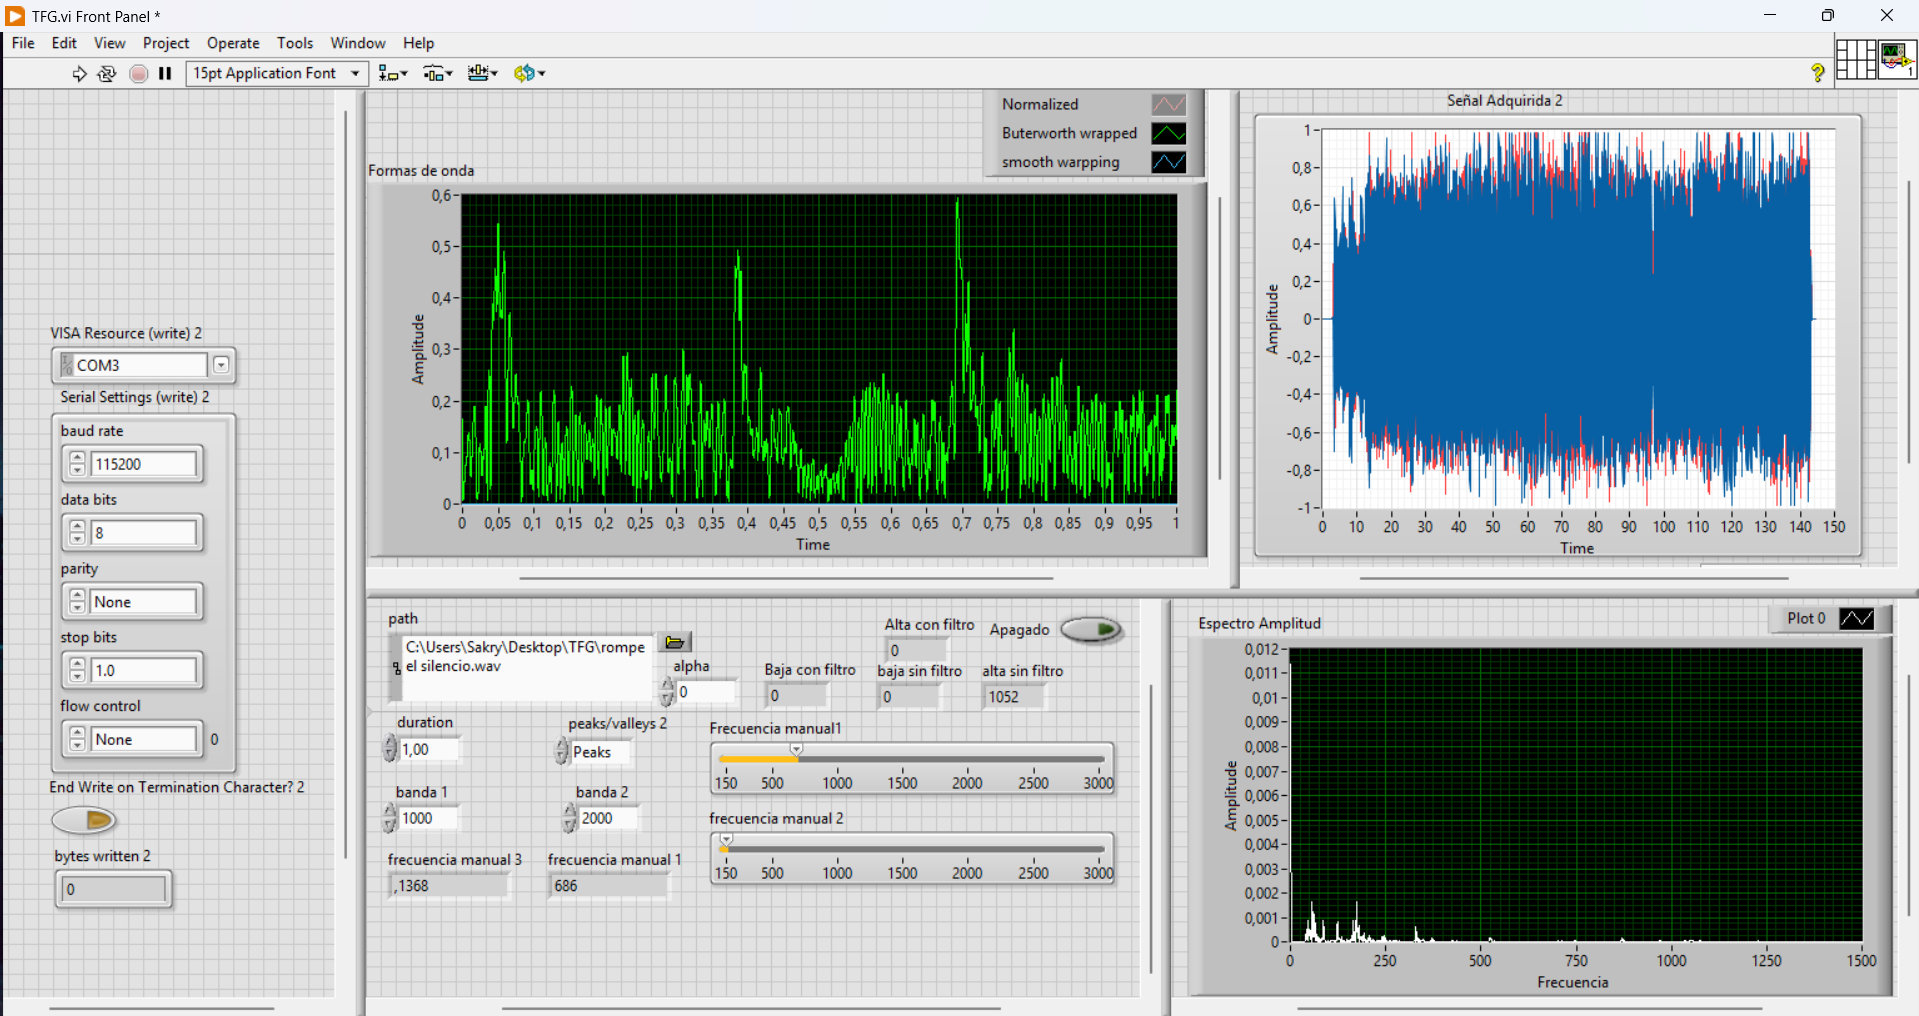 TFG.vi Front Panel *
File Edit View Project Operate Tools Window Help
15pt Application Font
?
1
VISA Resource (write) 2
COM3
Serial Settings (write) 2
baud rate
115200
data bits
8
parity
None
stop bits
1.0
flow control
None 0
End Write on Termination Character? 2
bytes written 2
0
Normalized
Buterworth wrapped
smooth warpping
Formas de onda
0,6
0,5
0,4
0,3
0,2
0,1
0
Amplitude
0 0,05 0,1 0,15 0,2 0,25 0,3 0,35 0,4 0,45 0,5 0,55 0,6 0,65 0,7 0,75 0,8 0,85 0,9 0,95 1
Time
Señal Adquirida 2
1
0,8
0,6
0,4
0,2
0
-0,2
-0,4
-0,6
-0,8
-1
Amplitude
0 10 20 30 40 50 60 70 80 90 100 110 120 130 140 150
Time
path
C:\Users\Sakry\Desktop\TFG\rompe
el silencio.wav
alpha
0
Alta con filtro
0
Apagado
Baja con filtro
0
baja sin filtro
0
alta sin filtro
1052
duration
1,00
peaks/valleys 2
Peaks
banda 1
1000
banda 2
2000
frecuencia manual 3
,1368
frecuencia manual 1
686
Frecuencia manual1
150 500 1000 1500 2000 2500 3000
frecuencia manual 2
150 500 1000 1500 2000 2500 3000
Espectro Amplitud
Plot 0
0,012
0,011
0,01
0,009
0,008
0,007
0,006
0,005
0,004
0,003
0,002
0,001
0
Amplitude
0 250 500 750 1000 1250 1500
Frecuencia